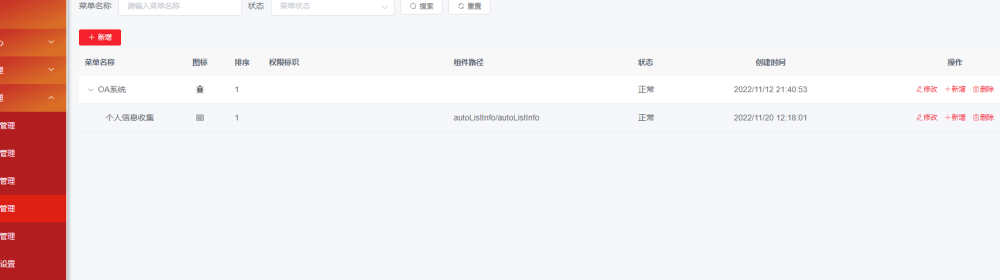 菜单名称 请输入菜单名称 状态 菜单状态 搜索 重置
新增
菜单名称 图标 排序 权限标识 组件路径 状态 创建时间 操作
OA系统 1 正常 2022/11/12 21:40:53 修改 新增 删除
个人信息收集 1 autoListInfo/autoListInfo 正常 2022/11/20 12:18:01 修改 新增 删除
理
理
管理
管理
管理
管理
管理
设置